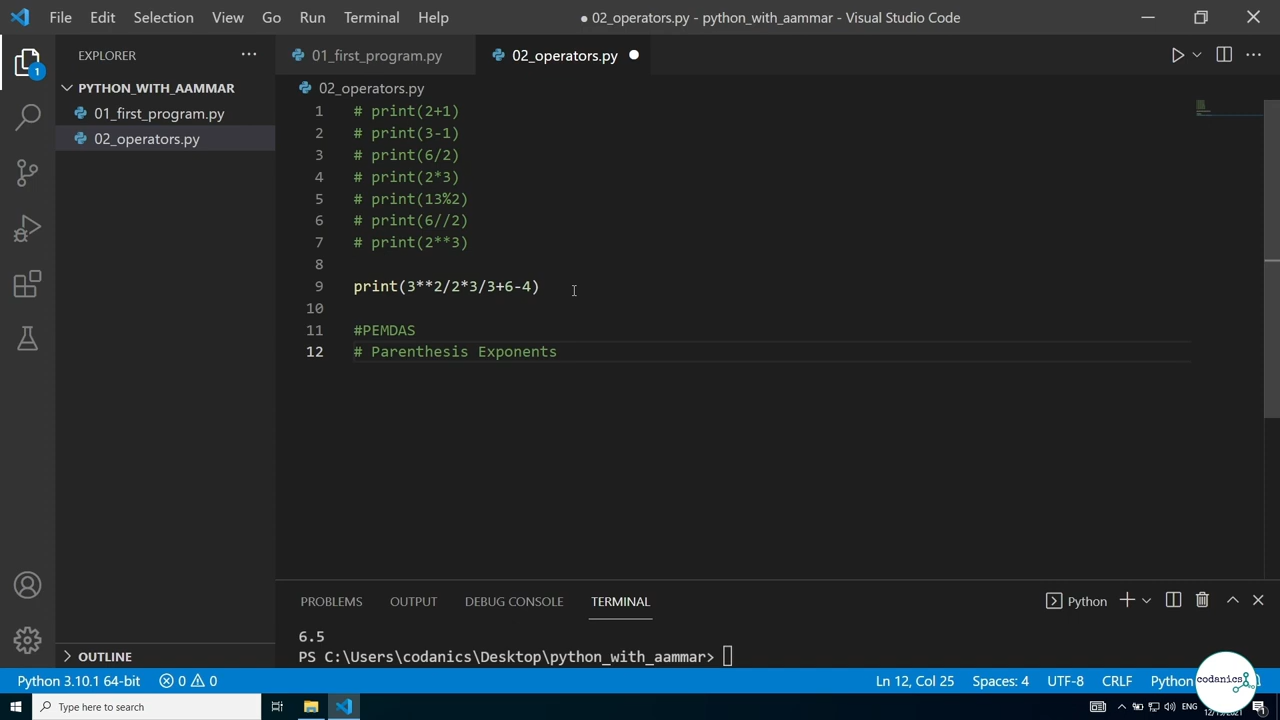 File Edit Selection View Go Run Terminal Help
● 02_operators.py - python_with_aammar - Visual Studio Code
1
EXPLORER
PYTHON_WITH_AAMMAR
01_first_program.py
02_operators.py
OUTLINE
01_first_program.py
02_operators.py
02_operators.py
1 # print(2+1)
2 # print(3-1)
3 # print(6/2)
4 # print(2*3)
5 # print(13%2)
6 # print(6//2)
7 # print(2**3)
8
9 print(3**2/2*3/3+6-4)
10
11 #PEMDAS
12 # Parenthesis Exponents
PROBLEMS OUTPUT DEBUG CONSOLE TERMINAL
Python
6.5
PS C:\Users\codanics\Desktop\python_with_aammar>
Python 3.10.1 64-bit 0 0
Ln 12, Col 25 Spaces: 4 UTF-8 CRLF Python
codanics
Type here to search
ENG
1